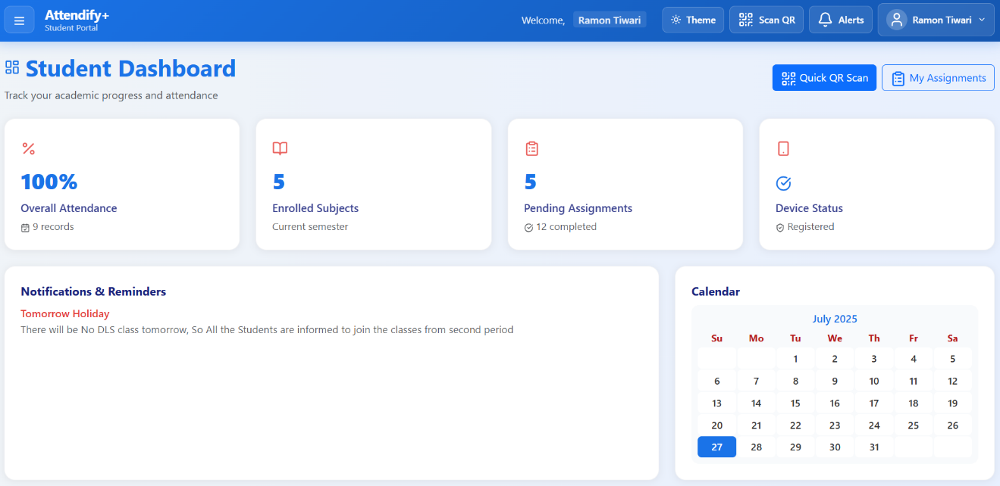 Attendify+
Student Portal
Welcome, Ramon Tiwari
Theme
Scan QR
Alerts
Ramon Tiwari
Student Dashboard
Track your academic progress and attendance
Quick QR Scan
My Assignments
100%
Overall Attendance
9 records
5
Enrolled Subjects
Current semester
5
Pending Assignments
12 completed
Device Status
Registered
Notifications & Reminders
Tomorrow Holiday
There will be No DLS class tomorrow, So All the Students are informed to join the classes from second period
Calendar
July 2025
Su Mo Tu We Th Fr Sa
1 2 3 4 5
6 7 8 9 10 11 12
13 14 15 16 17 18 19
20 21 22 23 24 25 26
27 28 29 30 31